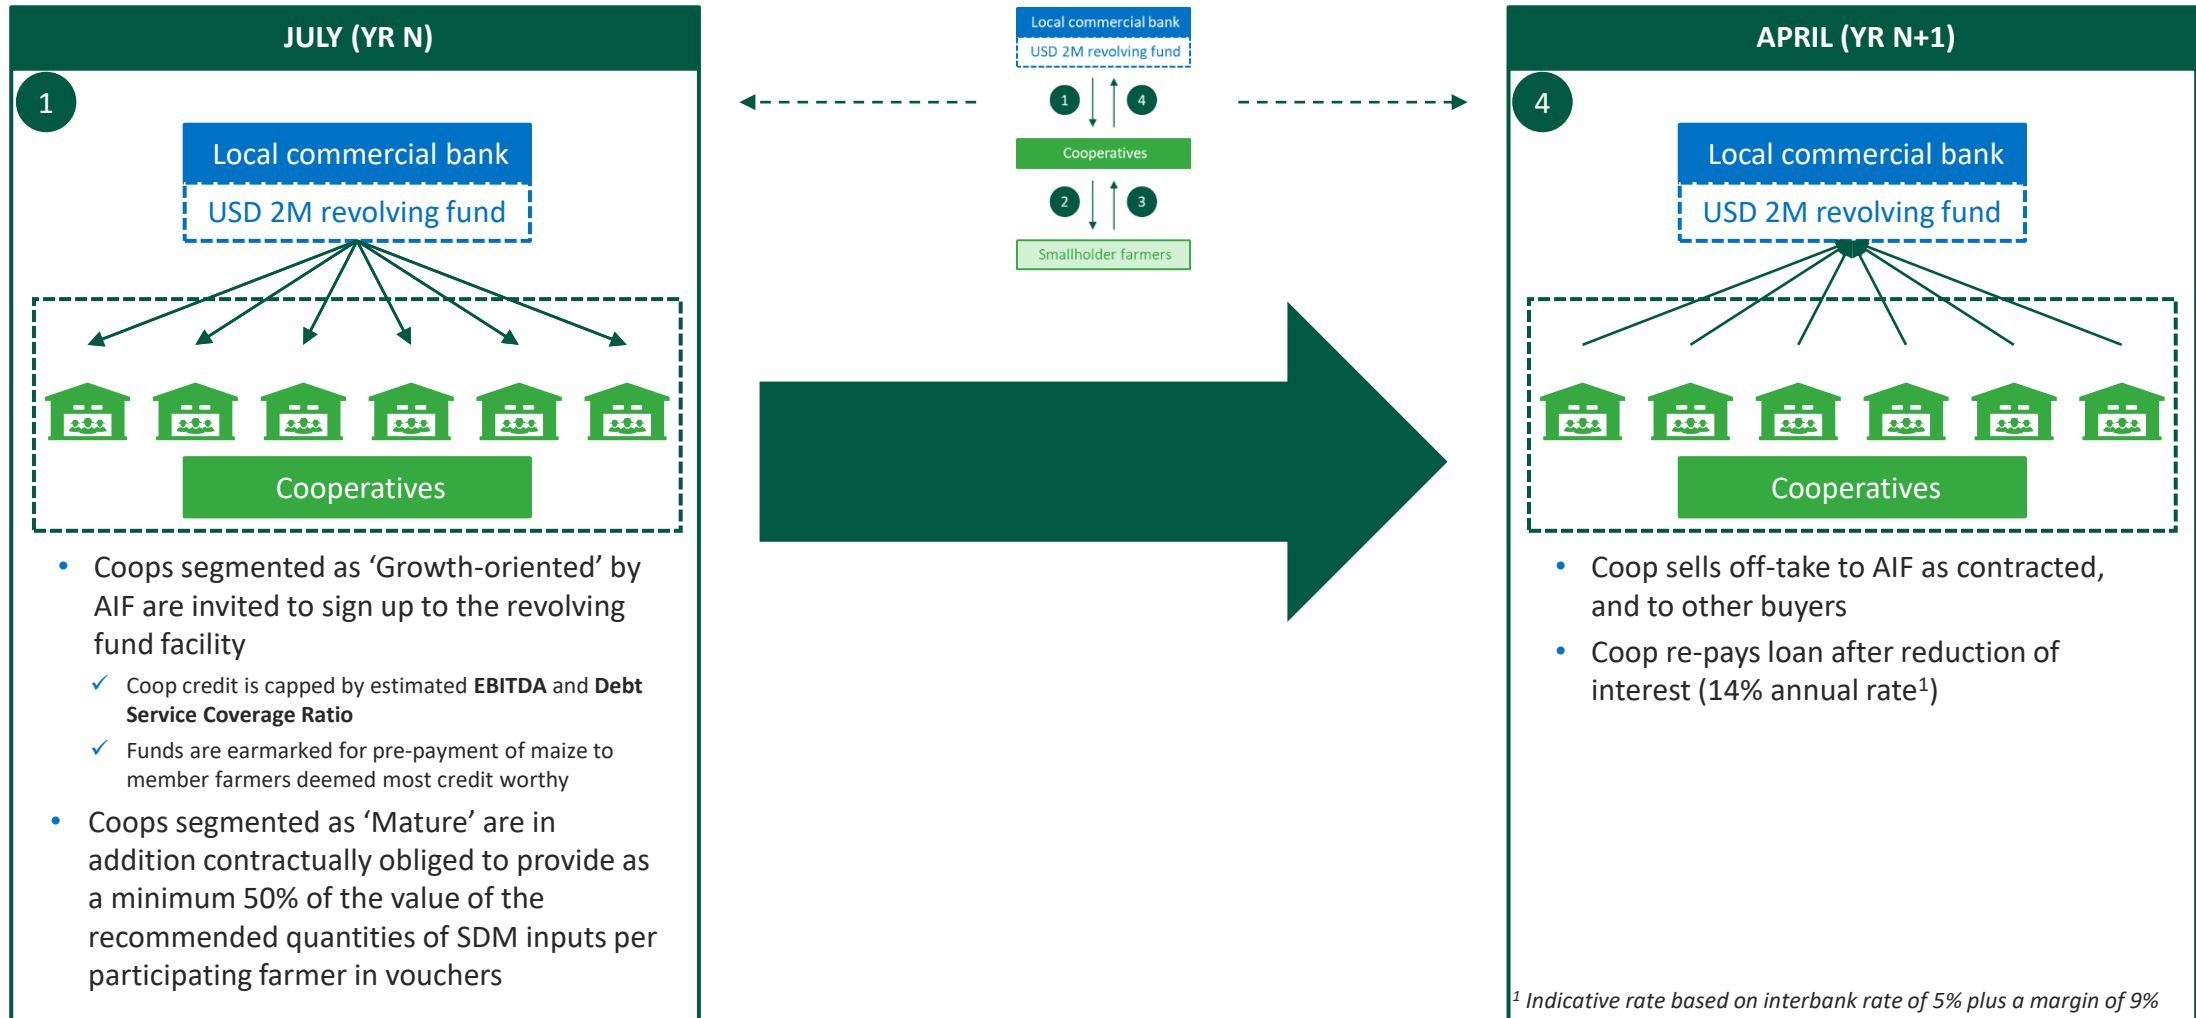 JULY (YR N)
1
Local commercial bank
USD 2M revolving fund
Cooperatives
• Coops segmented as ‘Growth-oriented’ by
AIF are invited to sign up to the revolving
fund facility
✓ Coop credit is capped by estimated EBITDA and Debt
Service Coverage Ratio
✓ Funds are earmarked for pre-payment of maize to
member farmers deemed most credit worthy
• Coops segmented as ‘Mature’ are in
addition contractually obliged to provide as
a minimum 50% of the value of the
recommended quantities of SDM inputs per
participating farmer in vouchers
Local commercial bank
USD 2M revolving fund
1 4
Cooperatives
2 3
Smallholder farmers
APRIL (YR N+1)
4
Local commercial bank
USD 2M revolving fund
Cooperatives
• Coop sells off-take to AIF as contracted,
and to other buyers
• Coop re-pays loan after reduction of
interest (14% annual rate¹)
¹ Indicative rate based on interbank rate of 5% plus a margin of 9%